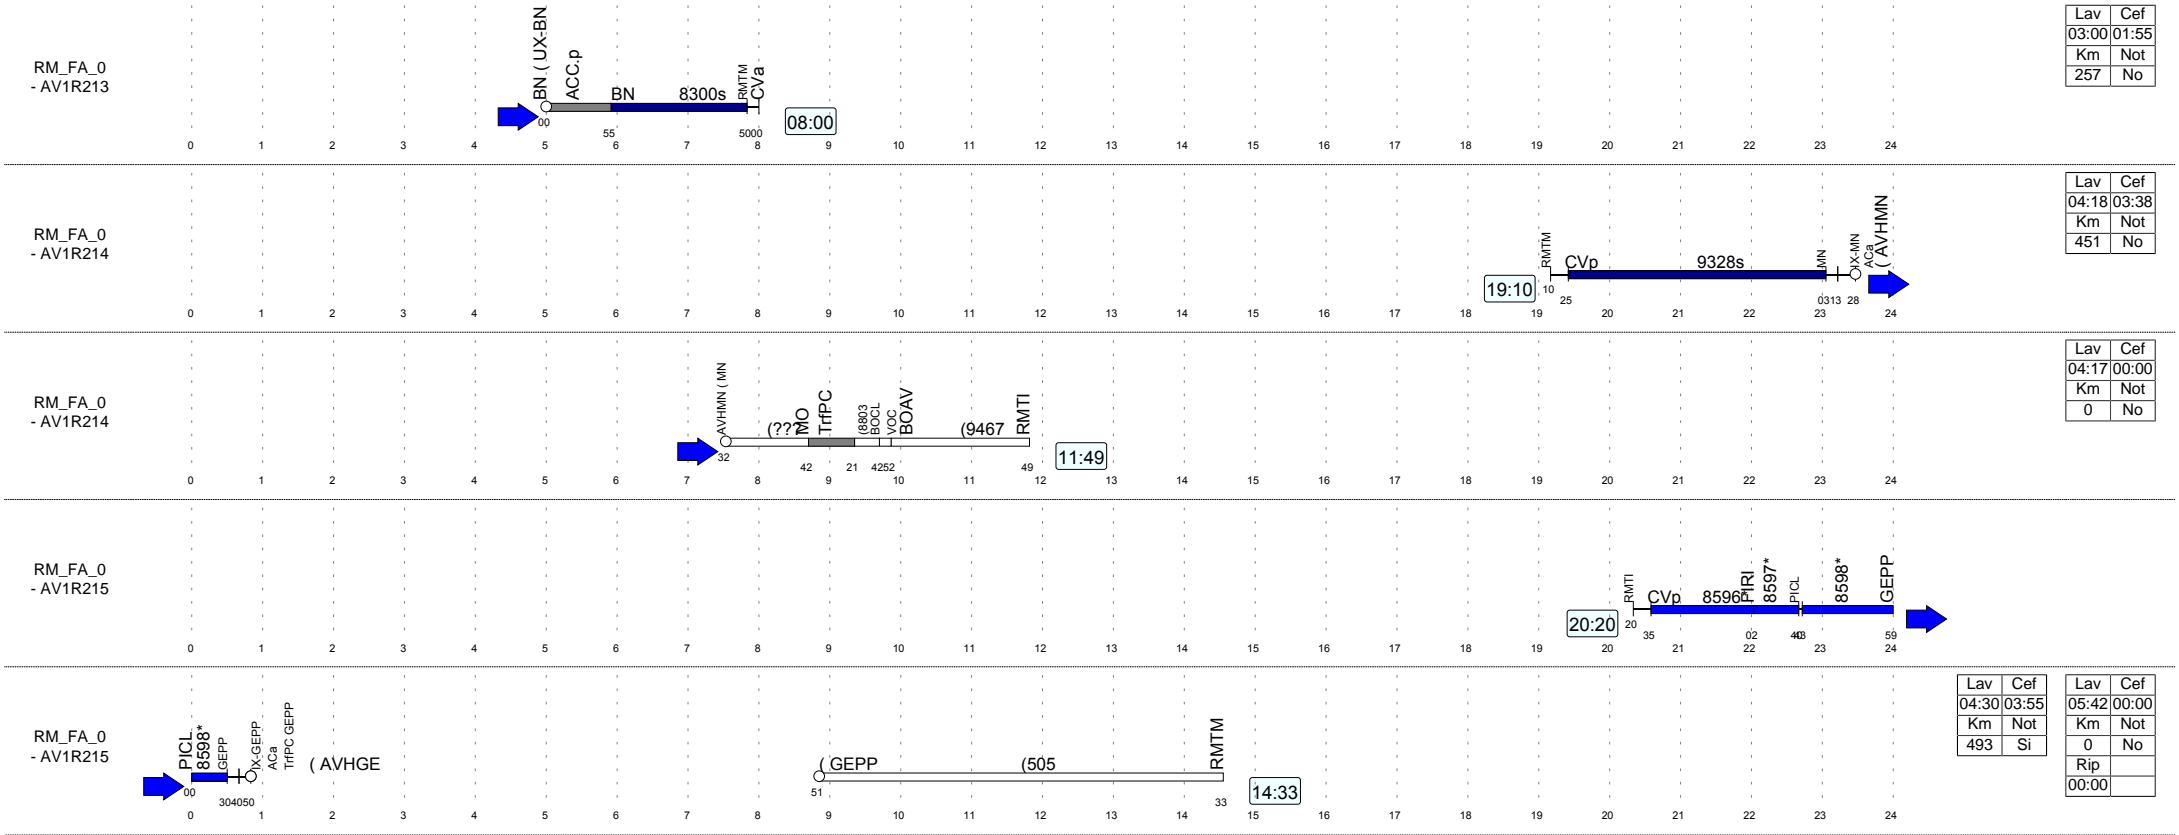 RM_FA_0
- AV1R213
BN ( UX-BN
ACC.p
BN
8300s
RMTM
CVa
00
55
5000
08:00
Lav Cef
03:00 01:55
Km Not
257 No
0 1 2 3 4 5 6 7 8 9 10 11 12 13 14 15 16 17 18 19 20 21 22 23 24
RM_FA_0
- AV1R214
19:10
RMTM
CVp
9328s
MN
IX-MN
ACa
( AVHMN
10
25
0313
28
Lav Cef
04:18 03:38
Km Not
451 No
0 1 2 3 4 5 6 7 8 9 10 11 12 13 14 15 16 17 18 19 20 21 22 23 24
RM_FA_0
- AV1R214
AVHMN ( MN
(???
MO
TrfPC
(8803
BOCL
VOC
BOAV
(9467
RMTI
32
42
21
4252
49
11:49
Lav Cef
04:17 00:00
Km Not
0 No
0 1 2 3 4 5 6 7 8 9 10 11 12 13 14 15 16 17 18 19 20 21 22 23 24
RM_FA_0
- AV1R215
20:20
RMTI
CVp
8596*
PIRI
8597*
PICL
8598*
GEPP
20
35
02
40
43
59
0 1 2 3 4 5 6 7 8 9 10 11 12 13 14 15 16 17 18 19 20 21 22 23 24
RM_FA_0
- AV1R215
PICL
8598*
GEPP
IX-GEPP
ACa
TrfPC GEPP
( AVHGE
00
304050
( GEPP
(505
RMTM
51
33
14:33
Lav Cef
04:30 03:55
Km Not
493 Si
Lav Cef
05:42 00:00
Km Not
0 No
Rip
00:00
0 1 2 3 4 5 6 7 8 9 10 11 12 13 14 15 16 17 18 19 20 21 22 23 24